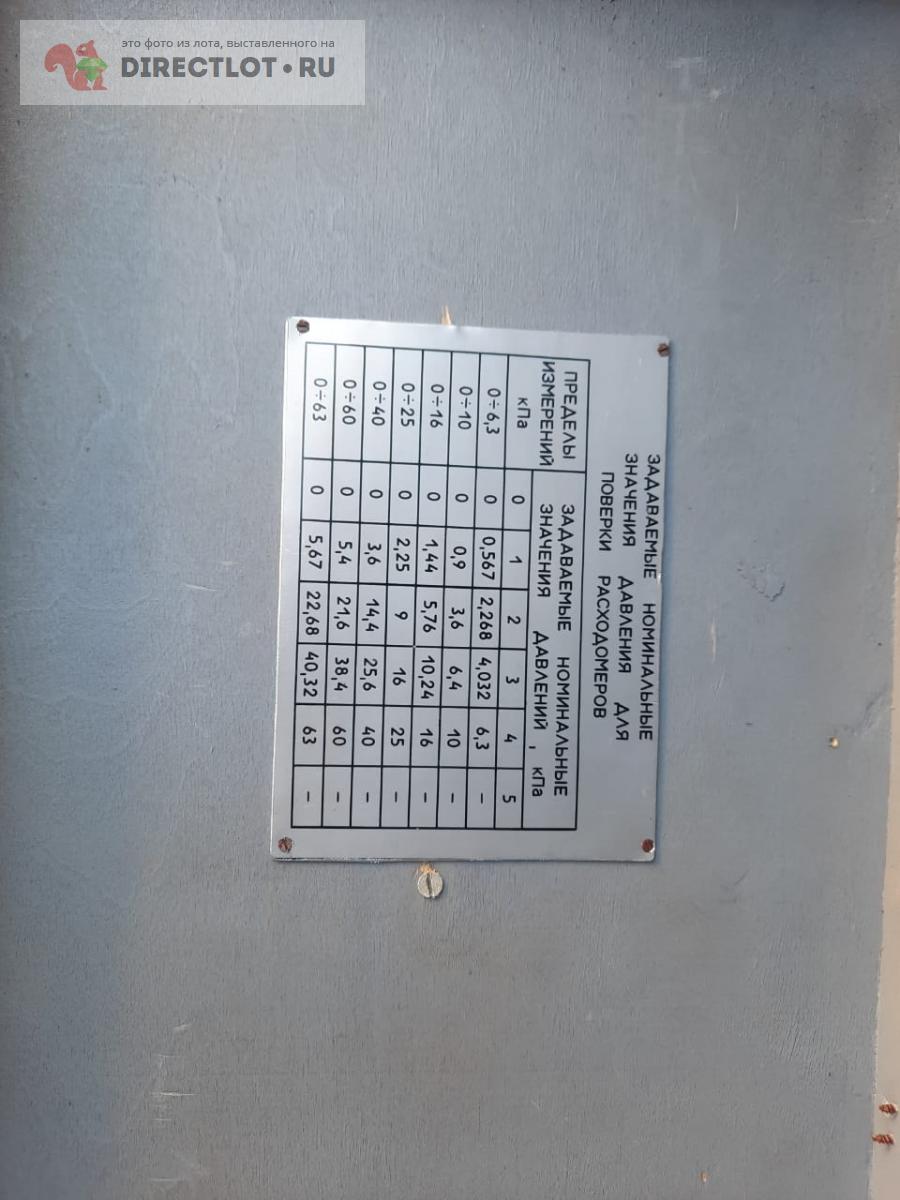 это фото из лота, выставленного на
DIRECTLOT•RU
ЗАДАВАЕМЫЕ НОМИНАЛЬНЫЕ
ЗНАЧЕНИЯ ДАВЛЕНИЯ ДЛЯ
ПОВЕРКИ РАСХОДОМЕРОВ
ПРЕДЕЛЫ ЗАДАВАЕМЫЕ НОМИНАЛЬНЫЕ
ИЗМЕРЕНИЙ ЗНАЧЕНИЯ ДАВЛЕНИЙ, кПа
кПа 0 1 2 3 4 5
0÷6,3 0 0,567 2,268 4,032 6,3 –
0÷10 0 0,9 3,6 6,4 10 –
0÷16 0 1,44 5,76 10,24 16 –
0÷25 0 2,25 9 16 25 –
0÷40 0 3,6 14,4 25,6 40 –
0÷60 0 5,4 21,6 38,4 60 –
0÷63 0 5,67 22,68 40,32 63 –